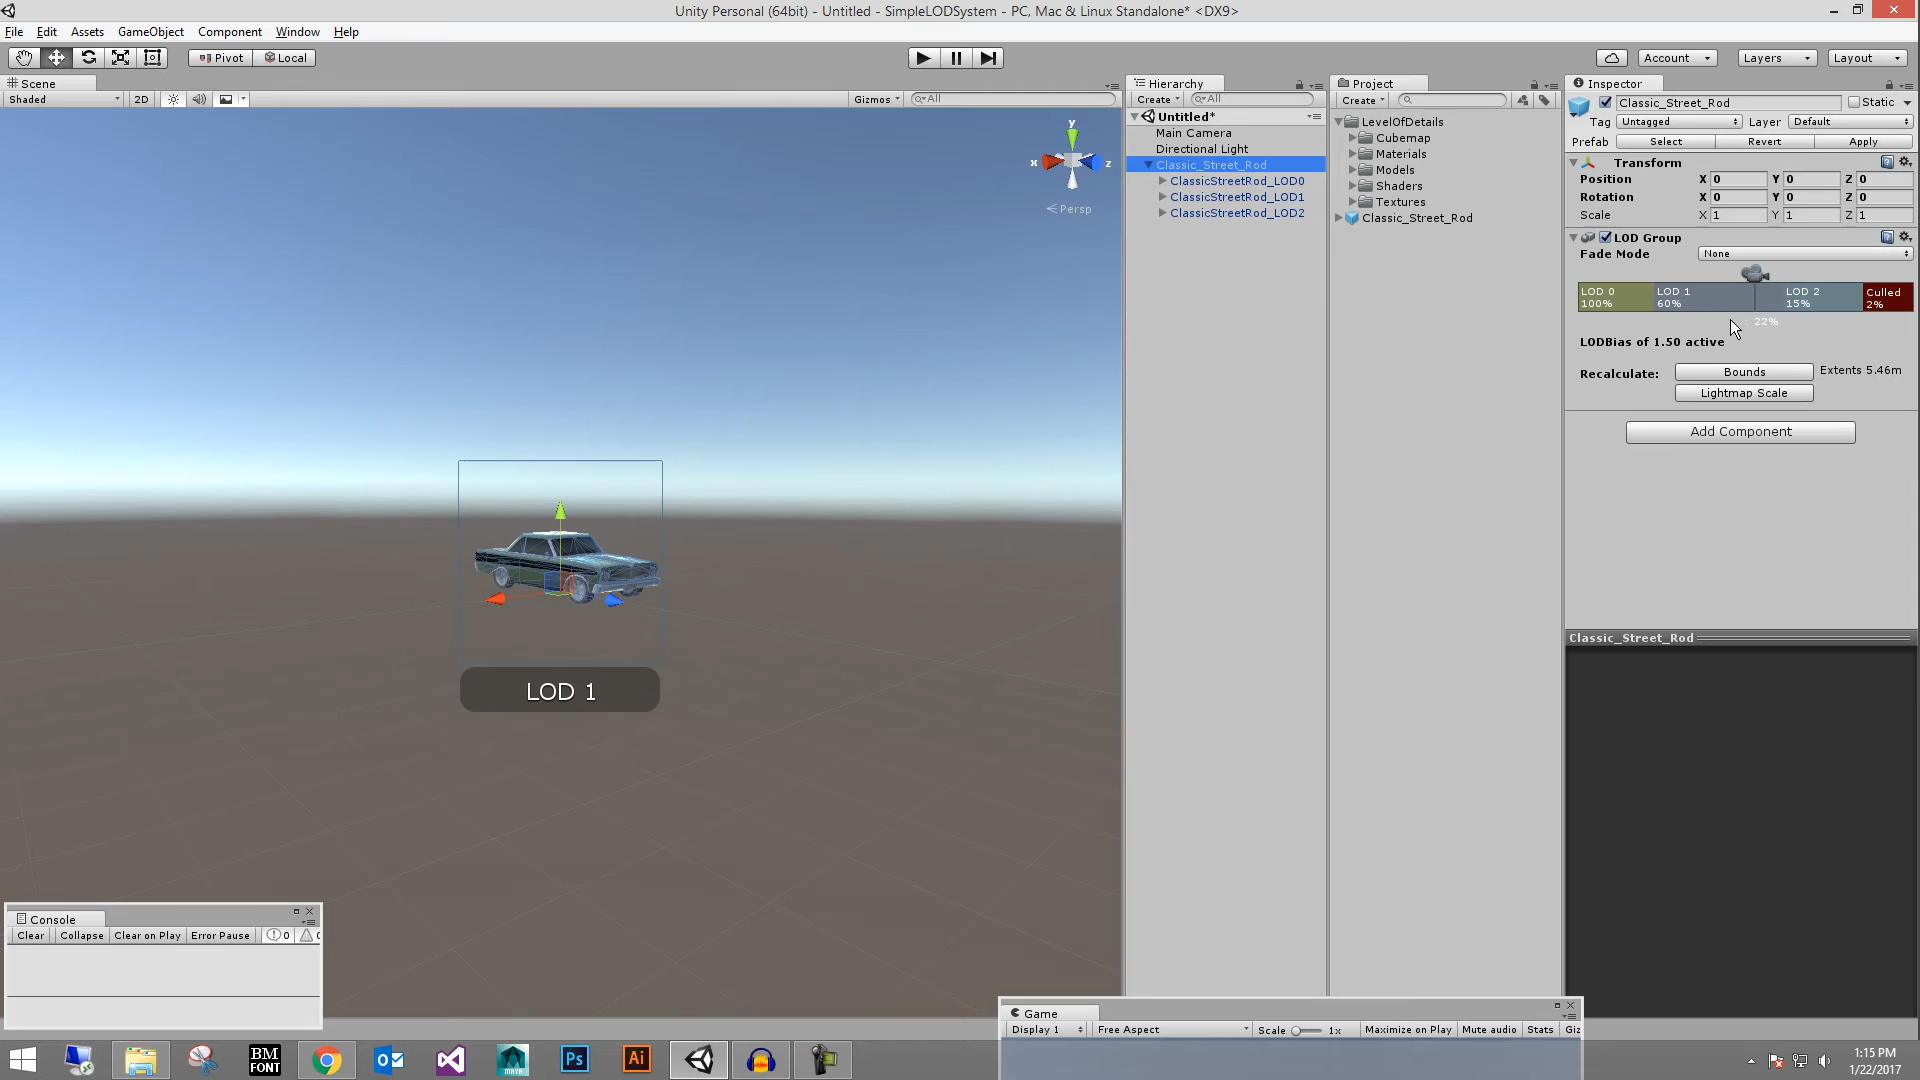 Unity Personal (64bit) - Untitled - SimpleLODSystem - PC, Mac & Linux Standalone* <DX9>
File Edit Assets GameObject Component Window Help
Pivot Local
Account Layers Layout
Scene
Shaded 2D Gizmos All
y
x z
Persp
LOD 1
Hierarchy
Create All
Untitled*
Main Camera
Directional Light
Classic_Street_Rod
ClassicStreetRod_LOD0
ClassicStreetRod_LOD1
ClassicStreetRod_LOD2
Project
Create
LevelOfDetails
Cubemap
Materials
Models
Shaders
Textures
Classic_Street_Rod
Inspector
Classic_Street_Rod Static
Tag Untagged Layer Default
Prefab Select Revert Apply
Transform
Position X 0 Y 0 Z 0
Rotation X 0 Y 0 Z 0
Scale X 1 Y 1 Z 1
LOD Group
Fade Mode None
LOD 0 LOD 1 LOD 2 Culled
100% 60% 15% 2%
22%
LODBias of 1.50 active
Recalculate: Bounds Extents 5.46m
Lightmap Scale
Add Component
Classic_Street_Rod
Console
Clear Collapse Clear on Play Error Pause 0 0
Game
Display 1 Free Aspect Scale 1x Maximize on Play Mute audio Stats Giz
BM
FONT
MAYA
Ps
Ai
1:15 PM
1/22/2017